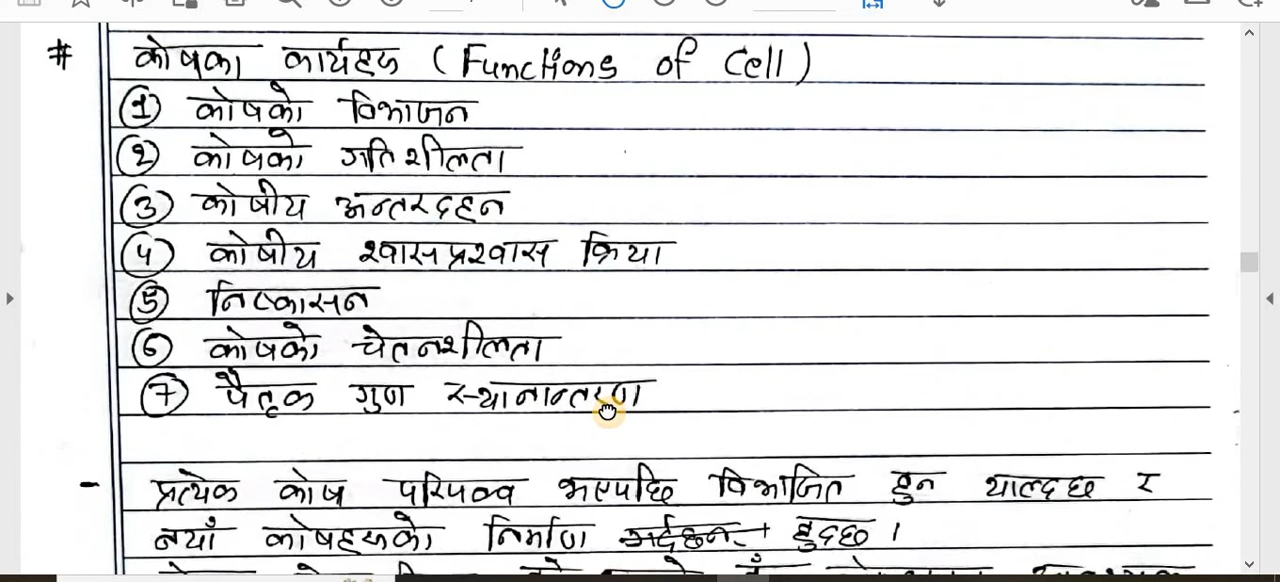 # कोषका कार्यहरू (Functions of Cell)
① कोषको विभाजन
② कोषको गतिशीलता
③ कोषीय अन्तरदहन
④ कोषीय श्वासप्रश्वास क्रिया
⑤ निष्कासन
⑥ कोषको चेतनशीलता
⑦ पैतृक गुण स्थानान्तरण
- प्रत्येक कोष परिपक्व भएपछि विभाजित हुन थाल्दछ र
नयाँ कोषहरूको निर्माण गर्दछन् । हुदछ ।